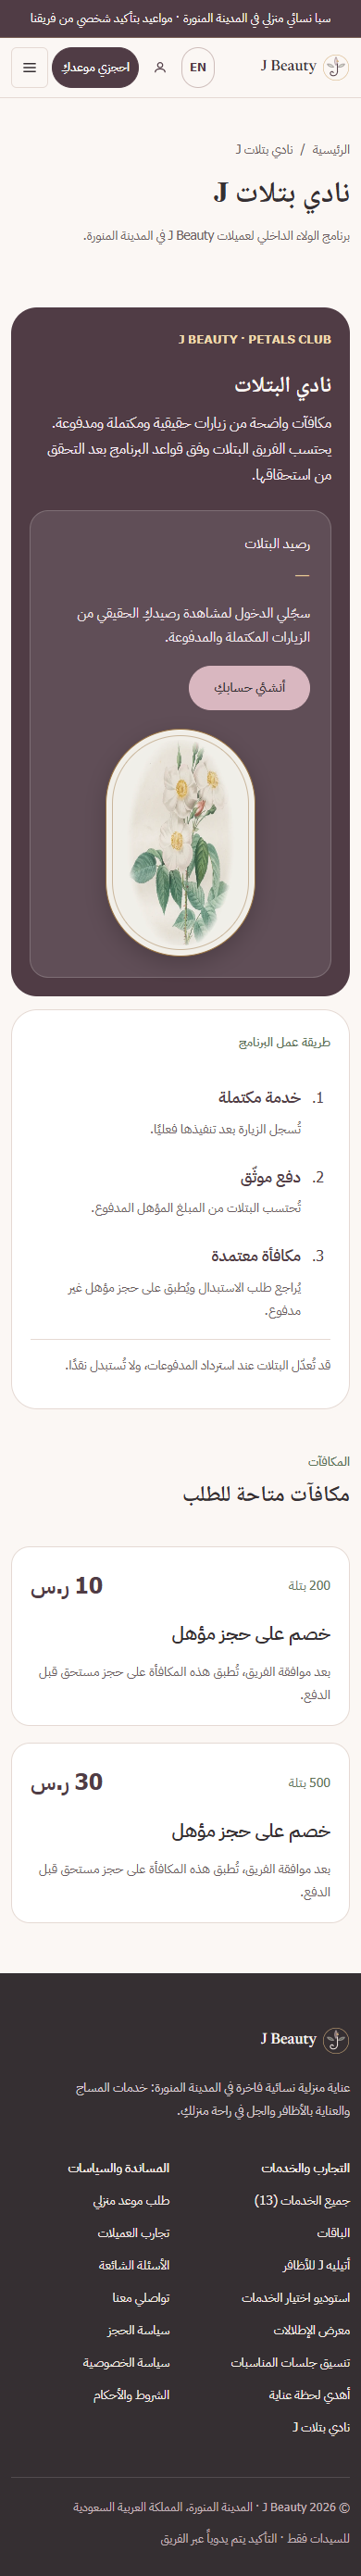 سبا نسائي منزلي في المدينة المنورة · مواعيد بتأكيد شخصي من فريقنا
J Beauty
EN
احجزي موعدكِ
الرئيسية / نادي بتلات J
نادي بتلات J
برنامج الولاء الداخلي لعميلات J Beauty في المدينة المنورة.
J BEAUTY · PETALS CLUB
نادي البتلات
مكافآت واضحة من زيارات حقيقية ومكتملة ومدفوعة.
يحتسب الفريق البتلات وفق قواعد البرنامج بعد التحقق
من استحقاقها.
رصيد البتلات
—
سجّلي الدخول لمشاهدة رصيدكِ الحقيقي من
الزيارات المكتملة والمدفوعة.
أنشئي حسابكِ
طريقة عمل البرنامج
1. خدمة مكتملة
تُسجل الزيارة بعد تنفيذها فعليًا.
2. دفع موثّق
تُحتسب البتلات من المبلغ المؤهل المدفوع.
3. مكافأة معتمدة
يُراجع طلب الاستبدال ويُطبق على حجز مؤهل غير
مدفوع.
قد تُعدّل البتلات عند استرداد المدفوعات، ولا تُستبدل نقدًا.
المكافآت
مكافآت متاحة للطلب
200 بتلة
10 ر.س
خصم على حجز مؤهل
بعد موافقة الفريق، تُطبق هذه المكافأة على حجز مستحق قبل
الدفع.
500 بتلة
30 ر.س
خصم على حجز مؤهل
بعد موافقة الفريق، تُطبق هذه المكافأة على حجز مستحق قبل
الدفع.
J Beauty
عناية منزلية نسائية فاخرة في المدينة المنورة: خدمات المساج
والعناية بالأظافر والجل في راحة منزلكِ.
التجارب والخدمات
جميع الخدمات (13)
الباقات
أتيليه J للأظافر
استوديو اختيار الخدمات
معرض الإطلالات
تنسيق جلسات المناسبات
أهدي لحظة عناية
نادي بتلات J
المساندة والسياسات
طلب موعد منزلي
تجارب العميلات
الأسئلة الشائعة
تواصلي معنا
سياسة الحجز
سياسة الخصوصية
الشروط والأحكام
© 2026 J Beauty · المدينة المنورة، المملكة العربية السعودية
للسيدات فقط · التأكيد يتم يدوياً عبر الفريق